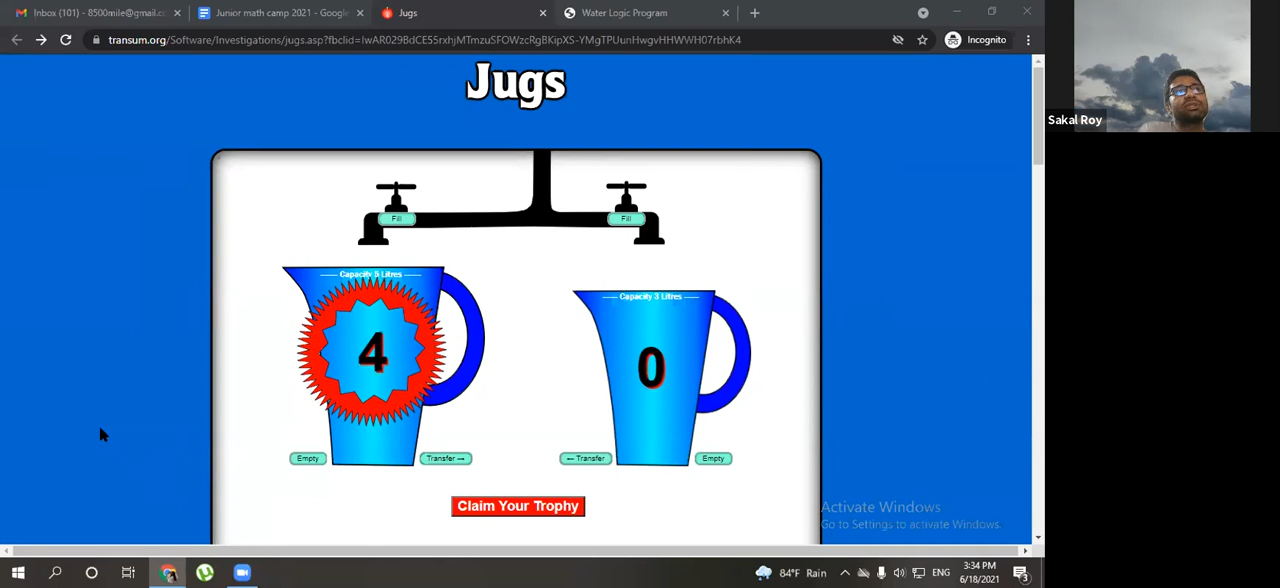 Inbox (101) - 8500mile@gmail.co
Junior math camp 2021 - Google
Jugs
Water Logic Program
transum.org/Software/Investigations/jugs.asp?fbclid=IwAR029BdCE55rxhjMTmzuSFOWzcRgBKipXS-YMgTPUunHwgvHHWWH07rbhK4
Incognito
Jugs
Sakal Roy
Fill
Fill
Capacity 5 Litres
Capacity 3 Litres
4
0
Empty
Transfer →
← Transfer
Empty
Claim Your Trophy
Activate Windows
Go to Settings to activate Windows.
84°F Rain
ENG
3:34 PM
6/18/2021
3